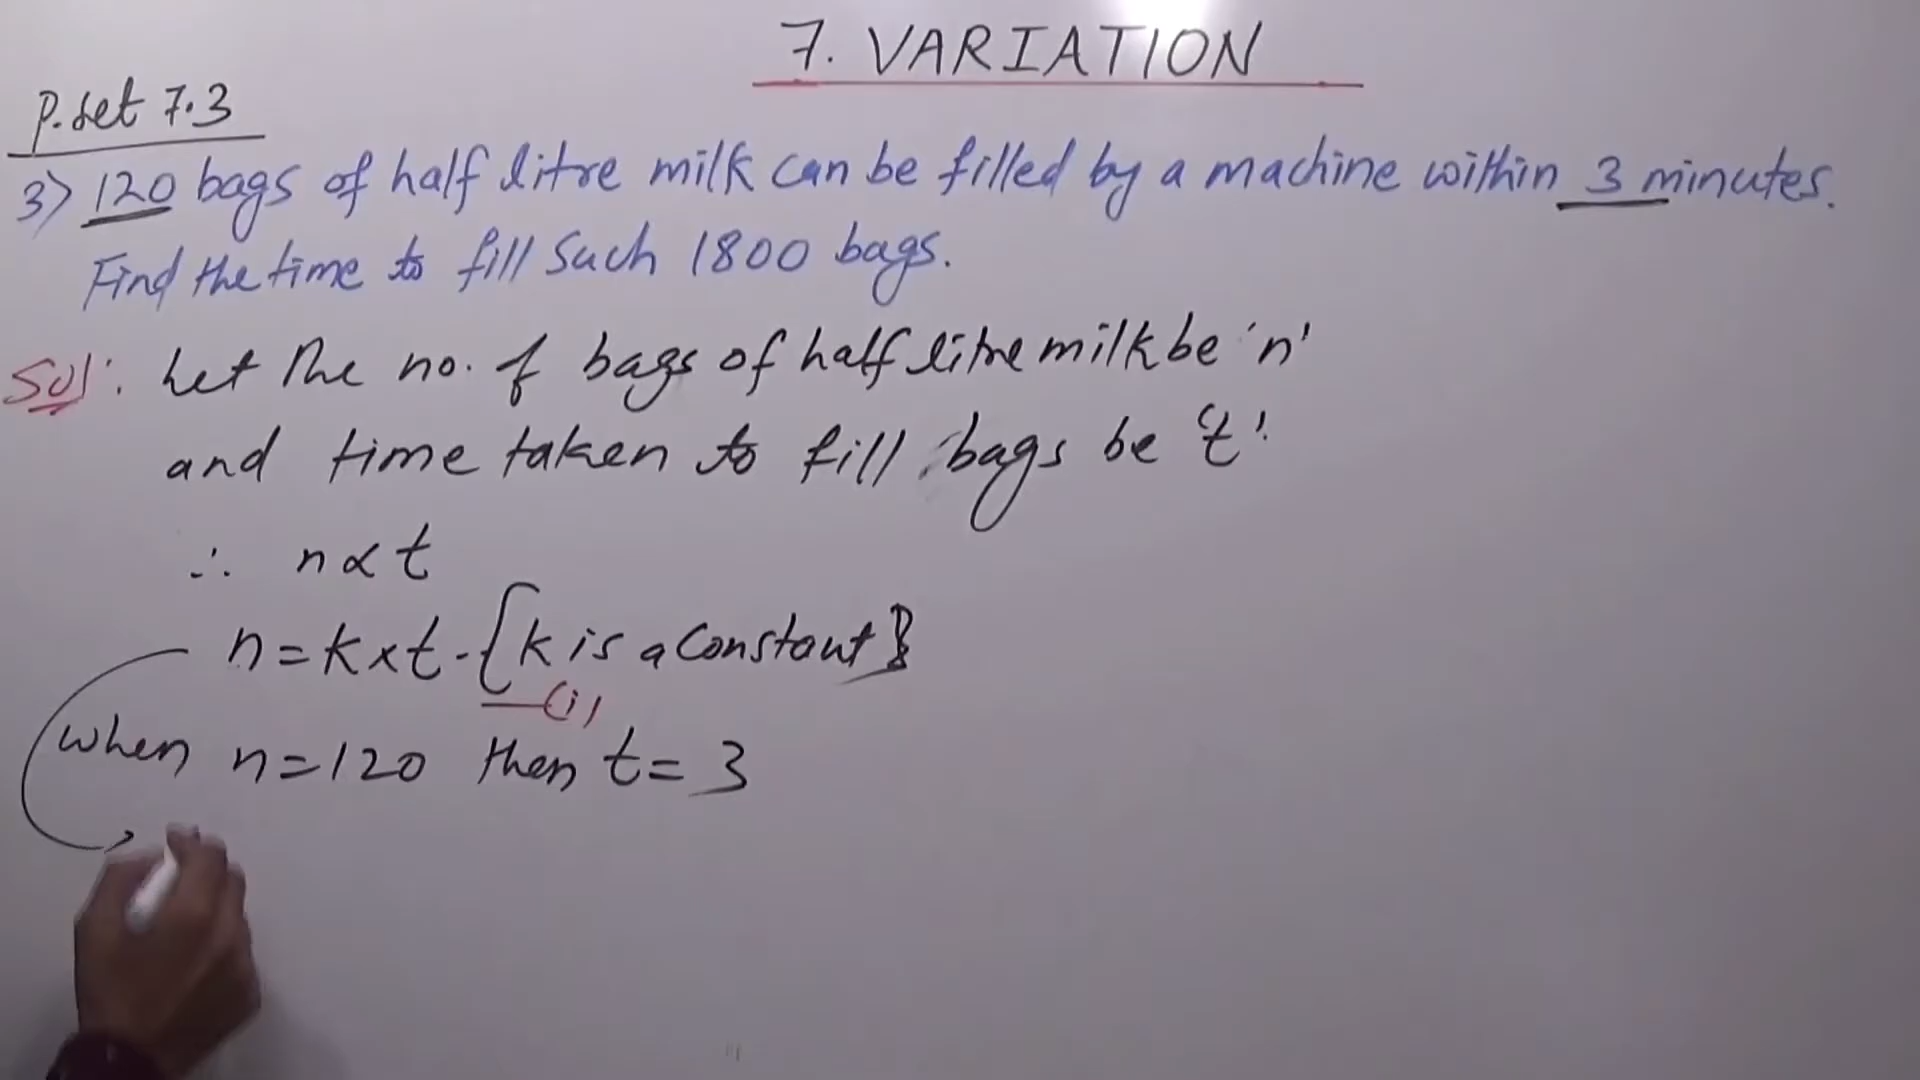 7. VARIATION
P. Set 7.3
3) 120 bags of half litre milk can be filled by a machine within 3 minutes.
Find the time to fill such 1800 bags.
Sol: Let the no. of bags of half litre milk be 'n'
and time taken to fill bags be 't'.
∴ n ∝ t
n = k x t - {k is a constant}
—(i)
when n = 120 then t = 3